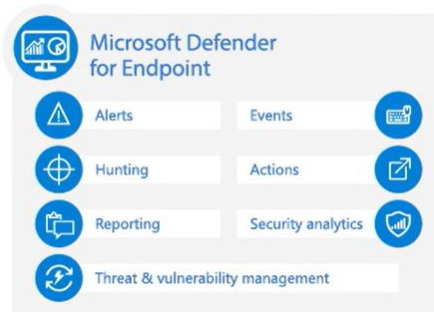 Microsoft Defender
for Endpoint
Alerts
Events
Hunting
Actions
Reporting
Security analytics
Threat & vulnerability management